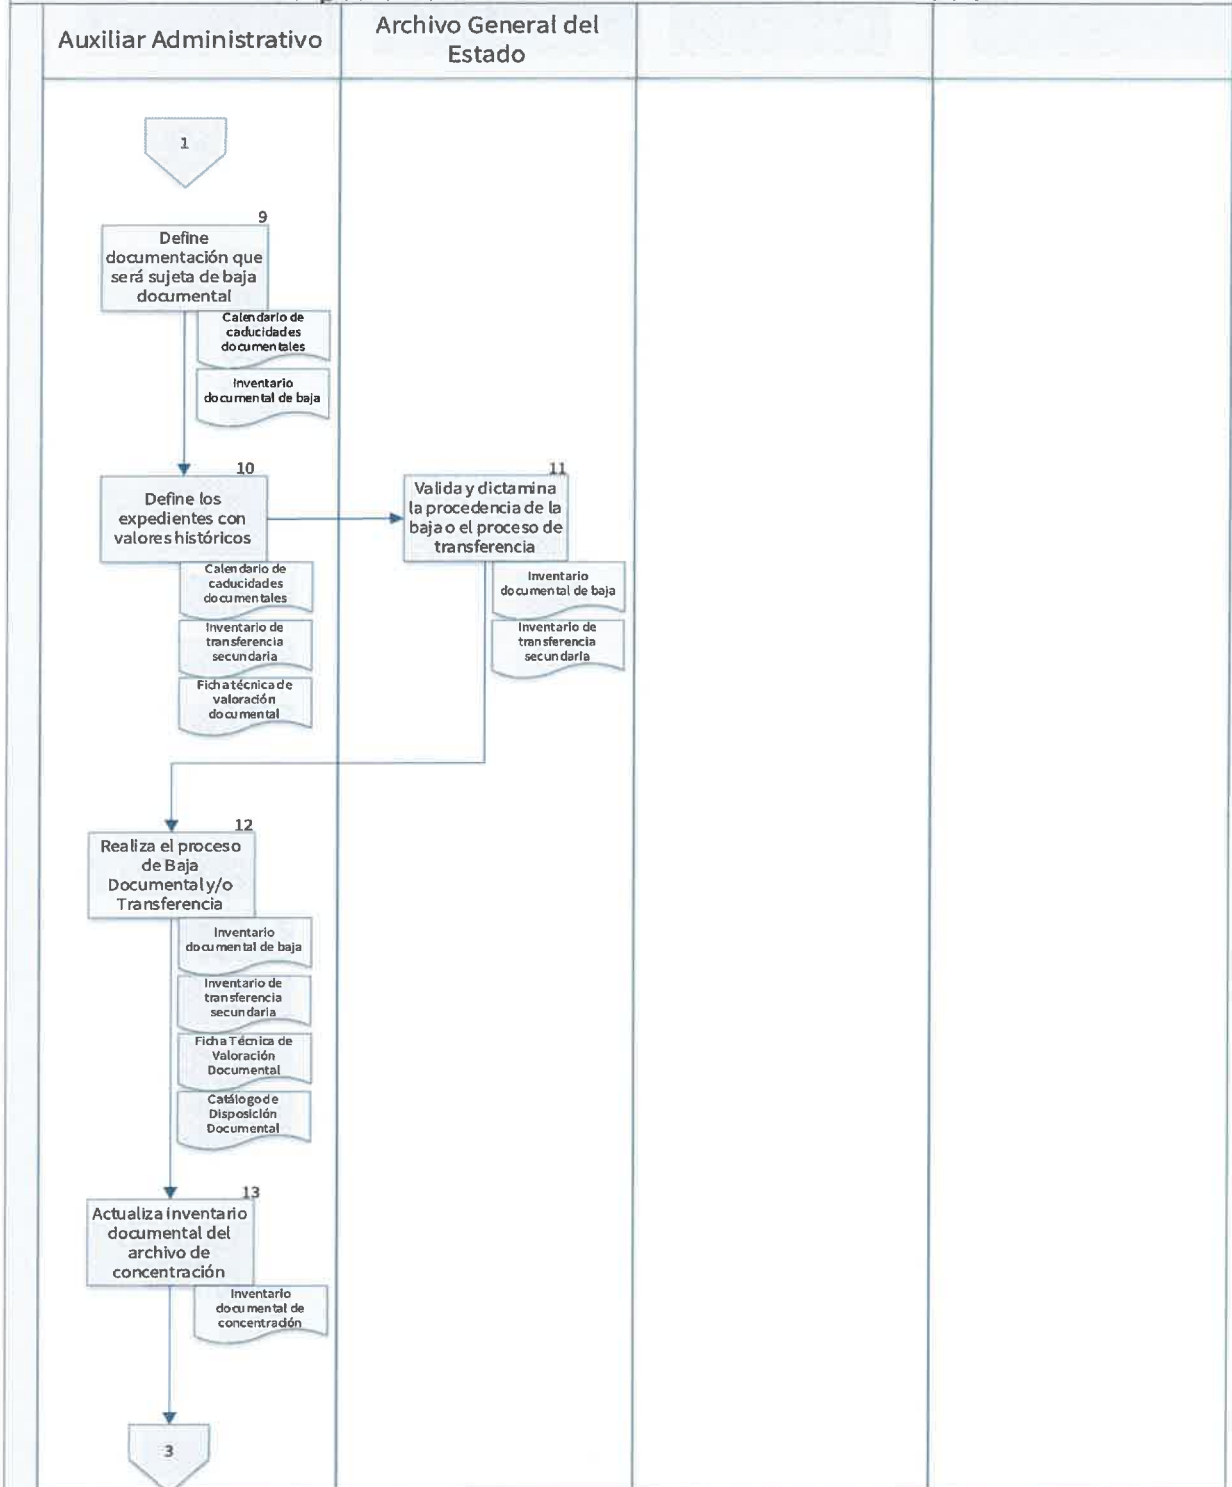 Auxiliar Administrativo
Archivo General del
Estado
1
9
Define
documentación que
será sujeta de baja
documental
Calendario de
caducidades
documentales
Inventario
documental de baja
10
Define los
expedientes con
valores históricos
Calendario de
caducidades
documentales
Inventario de
transferencia
secundaria
Ficha técnica de
valoración
documental
11
Valida y dictamina
la procedencia de la
baja o el proceso de
transferencia
Inventario
documental de baja
Inventario de
transferencia
secundaria
12
Realiza el proceso
de Baja
Documental y/o
Transferencia
Inventario
documental de baja
Inventario de
transferencia
secundaria
Ficha Técnica de
Valoración
Documental
Catálogo de
Disposición
Documental
13
Actualiza inventario
documental del
archivo de
concentración
Inventario
documental de
concentración
3